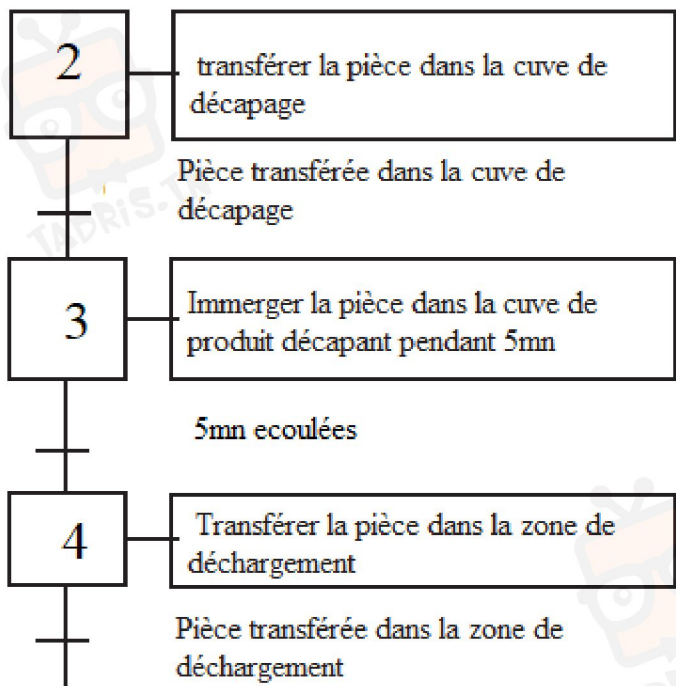 2
transférer la pièce dans la cuve de
décapage
Pièce transférée dans la cuve de
décapage
TADRIS.TN
3
Immerger la pièce dans la cuve de
produit décapant pendant 5mn
5mn ecoulées
4
Transférer la pièce dans la zone de
déchargement
Pièce transférée dans la zone de
déchargement